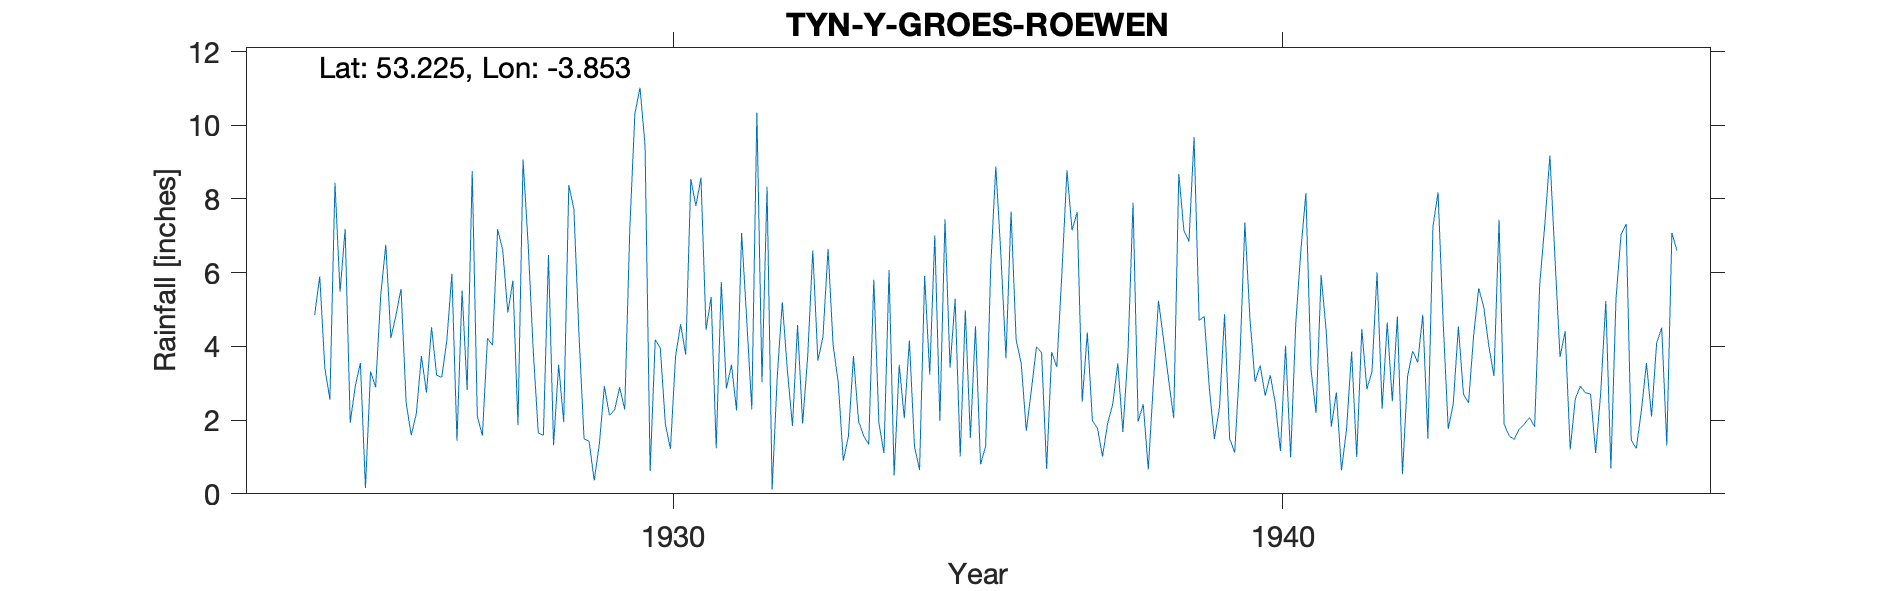 TYN-Y-GROES-ROEWEN
Lat: 53.225, Lon: -3.853
12
10
8
6
4
2
0
Rainfall [inches]
1930
1940
Year